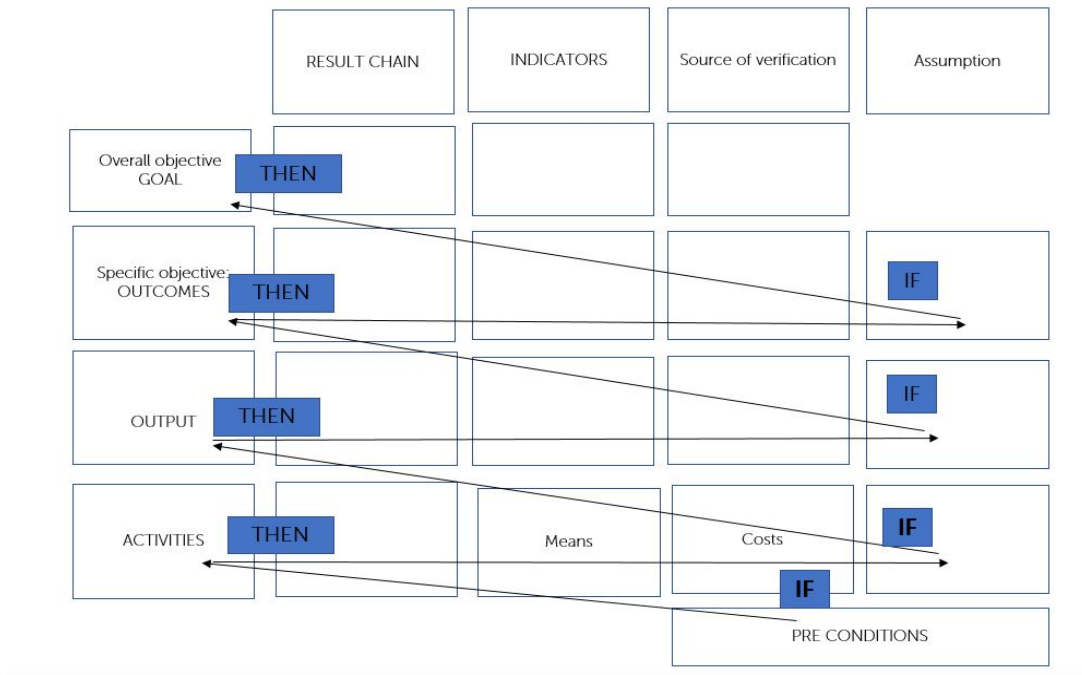 RESULT CHAIN
INDICATORS
Source of verification
Assumption
Overall objective
GOAL
THEN
Specific objective:
OUTCOMES
THEN
IF
OUTPUT
THEN
IF
ACTIVITIES
THEN
Means
Costs
IF
IF
PRE CONDITIONS